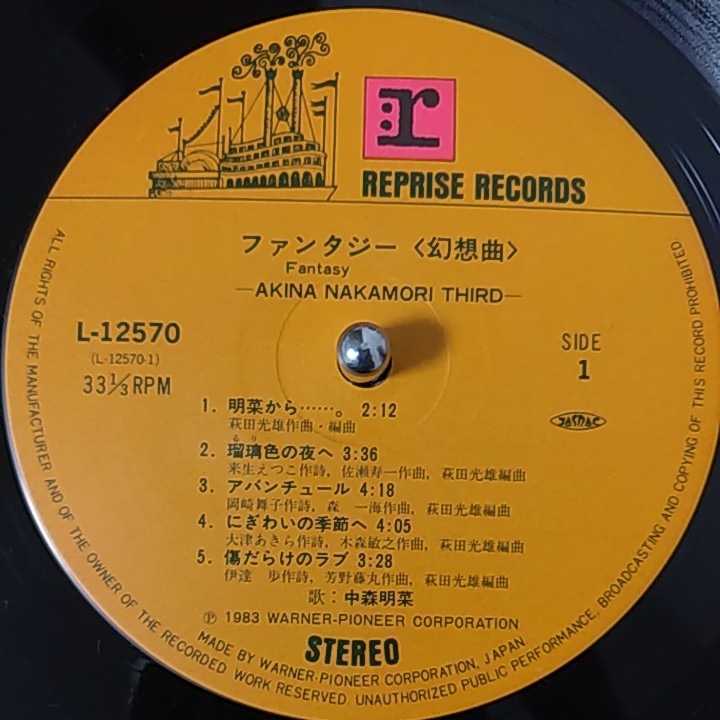 r
REPRISE RECORDS
ファンタジー〈幻想曲〉
Fantasy
—AKINA NAKAMORI THIRD—
L-12570
(L-12570-1)
33 1/3 RPM
SIDE
1
1. 明菜から……。 2:12
萩田光雄作曲・編曲
るり
2. 瑠璃色の夜へ 3:36
来生えつこ作詩, 佐瀬寿一作曲, 萩田光雄編曲
3. アバンチュール 4:18
岡崎舞子作詩, 森 一海作曲, 萩田光雄編曲
4. にぎわいの季節へ 4:05
大津あきら作詩, 木森敏之作曲, 萩田光雄編曲
5. 傷だらけのラブ 3:28
伊達 歩作詩, 芳野藤丸作曲, 萩田光雄編曲
歌：中森明菜
JASRAC
Ⓟ 1983 WARNER-PIONEER CORPORATION
STEREO
MADE BY WARNER-PIONEER CORPORATION, JAPAN.
ALL RIGHTS OF THE MANUFACTURER AND OF THE OWNER OF THE RECORDED WORK RESERVED. UNAUTHORIZED PUBLIC PERFORMANCE, BROADCASTING AND COPYING OF THIS RECORD PROHIBITED.